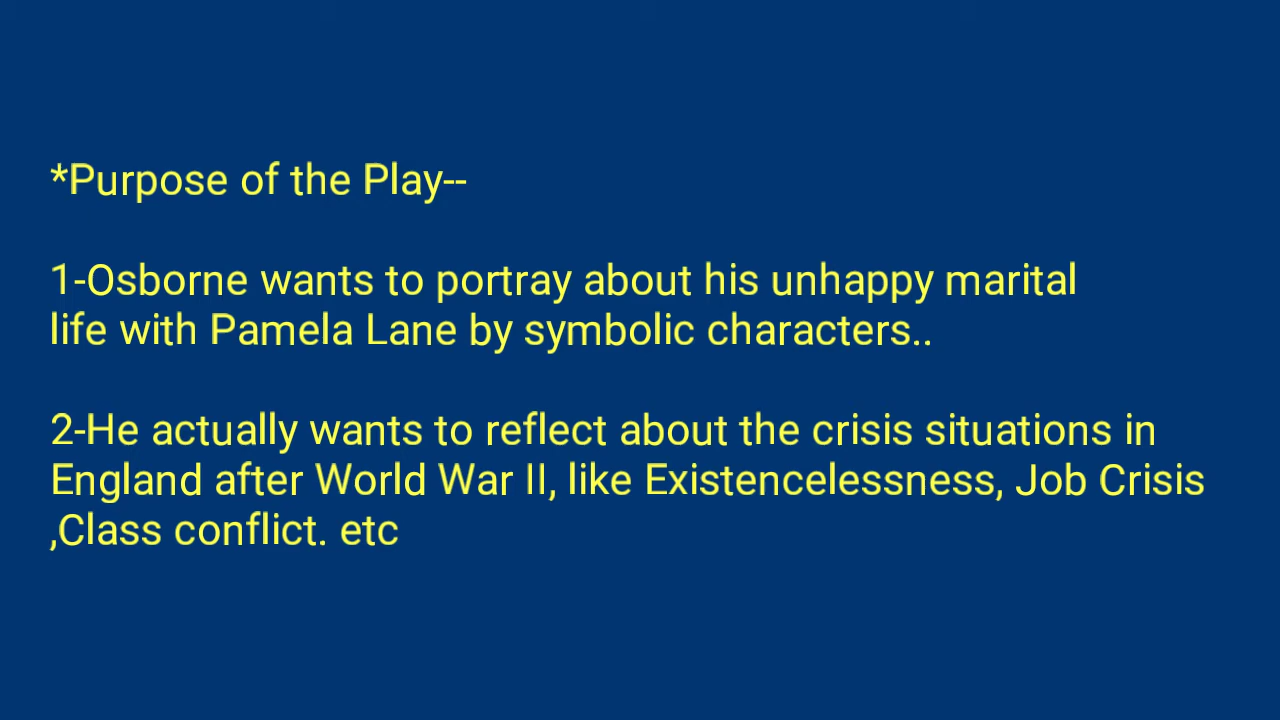 *Purpose of the Play--
1-Osborne wants to portray about his unhappy marital
life with Pamela Lane by symbolic characters..
2-He actually wants to reflect about the crisis situations in
England after World War II, like Existencelessness, Job Crisis
,Class conflict. etc